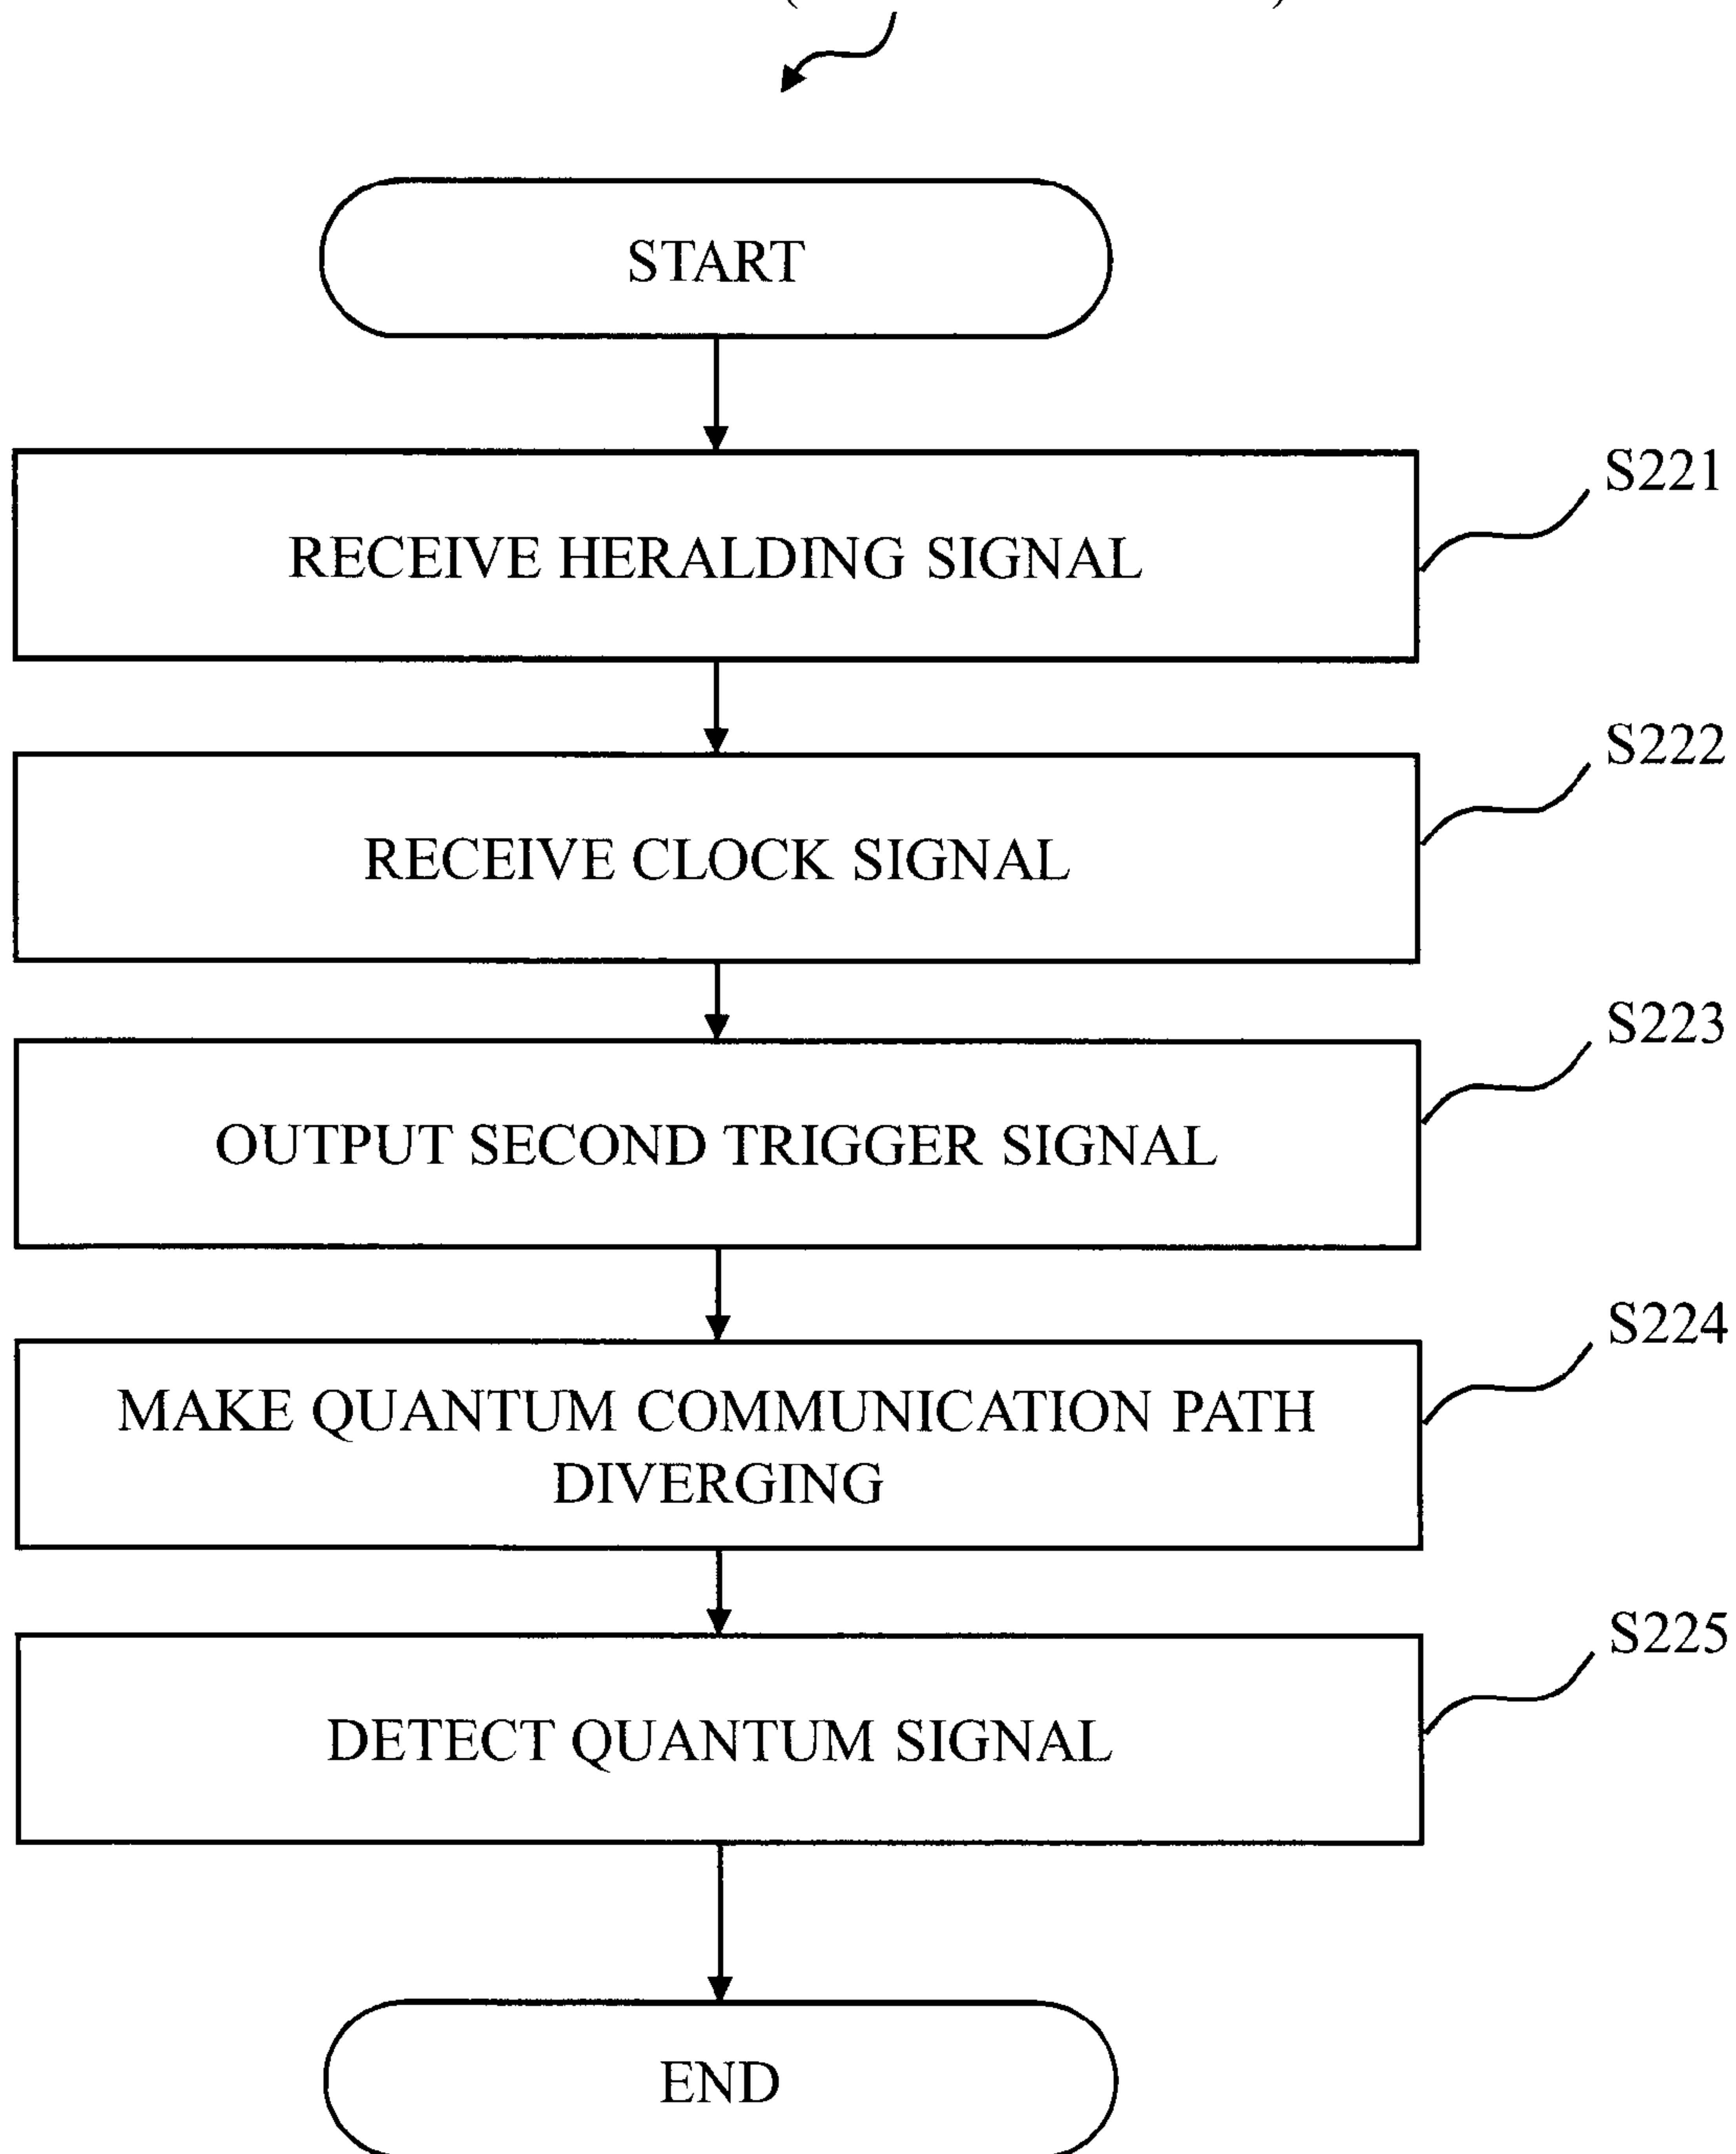 START
RECEIVE HERALDING SIGNAL
S221
RECEIVE CLOCK SIGNAL
S222
OUTPUT SECOND TRIGGER SIGNAL
S223
MAKE QUANTUM COMMUNICATION PATH
DIVERGING
S224
DETECT QUANTUM SIGNAL
S225
END